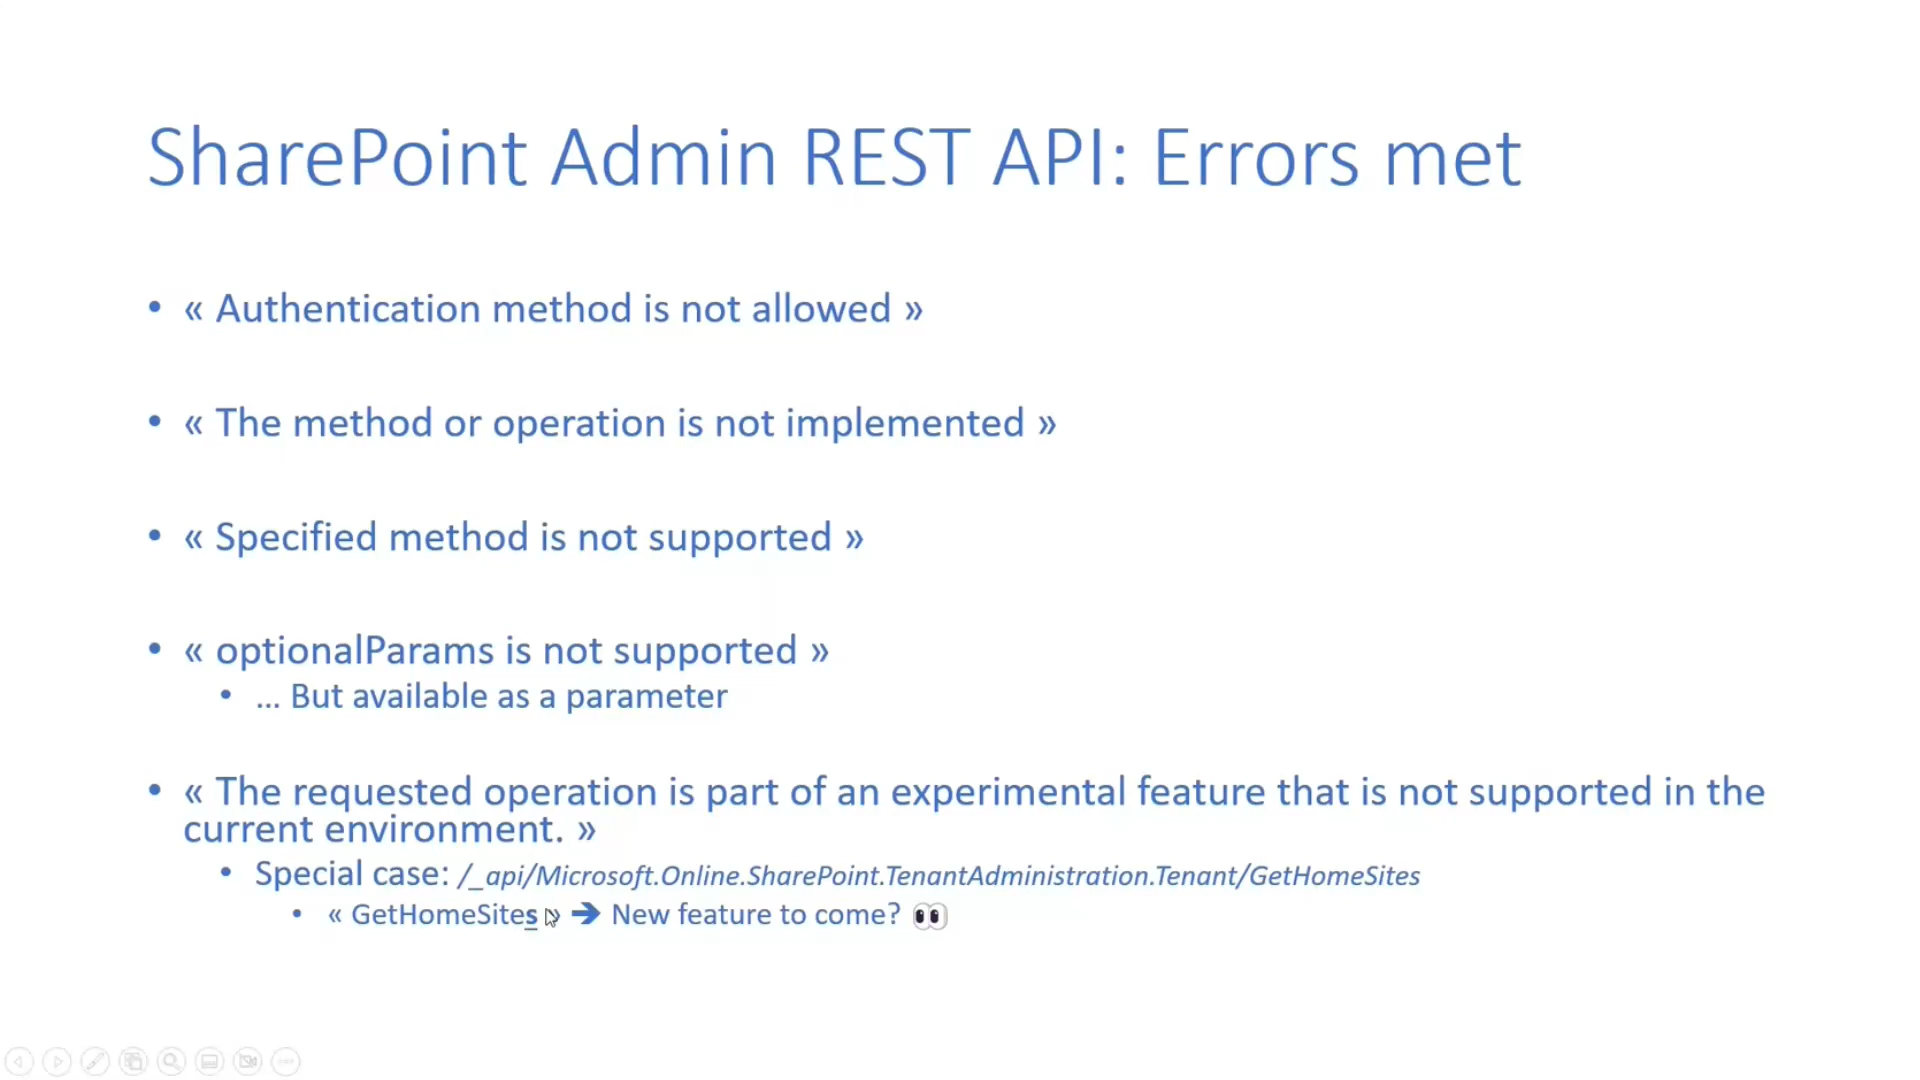 SharePoint Admin REST API: Errors met
• « Authentication method is not allowed »
• « The method or operation is not implemented »
• « Specified method is not supported »
• « optionalParams is not supported »
• ... But available as a parameter
• « The requested operation is part of an experimental feature that is not supported in the
current environment. »
• Special case: /_api/Microsoft.Online.SharePoint.TenantAdministration.Tenant/GetHomeSites
• « GetHomeSites » ➔ New feature to come? 👀